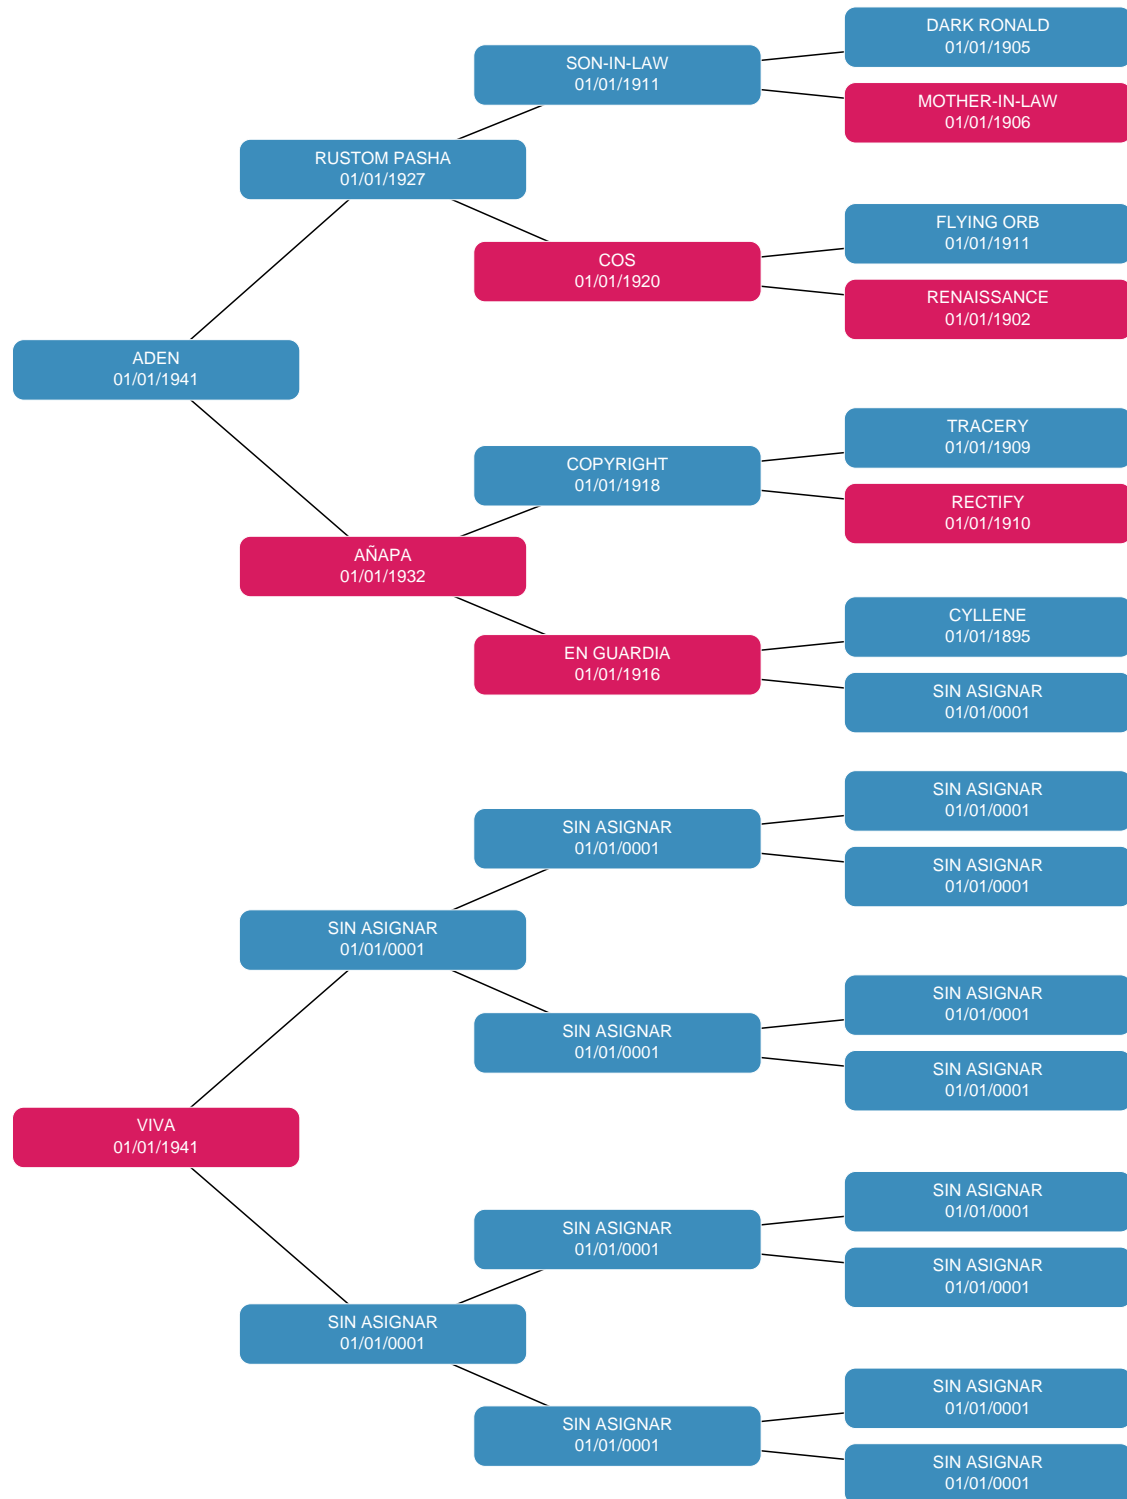 DARK RONALD
01/01/1905
SON-IN-LAW
01/01/1911
MOTHER-IN-LAW
01/01/1906
RUSTOM PASHA
01/01/1927
FLYING ORB
01/01/1911
COS
01/01/1920
RENAISSANCE
01/01/1902
ADEN
01/01/1941
TRACERY
01/01/1909
COPYRIGHT
01/01/1918
RECTIFY
01/01/1910
AÑAPA
01/01/1932
CYLLENE
01/01/1895
EN GUARDIA
01/01/1916
SIN ASIGNAR
01/01/0001
SIN ASIGNAR
01/01/0001
SIN ASIGNAR
01/01/0001
SIN ASIGNAR
01/01/0001
SIN ASIGNAR
01/01/0001
SIN ASIGNAR
01/01/0001
SIN ASIGNAR
01/01/0001
SIN ASIGNAR
01/01/0001
VIVA
01/01/1941
SIN ASIGNAR
01/01/0001
SIN ASIGNAR
01/01/0001
SIN ASIGNAR
01/01/0001
SIN ASIGNAR
01/01/0001
SIN ASIGNAR
01/01/0001
SIN ASIGNAR
01/01/0001
SIN ASIGNAR
01/01/0001